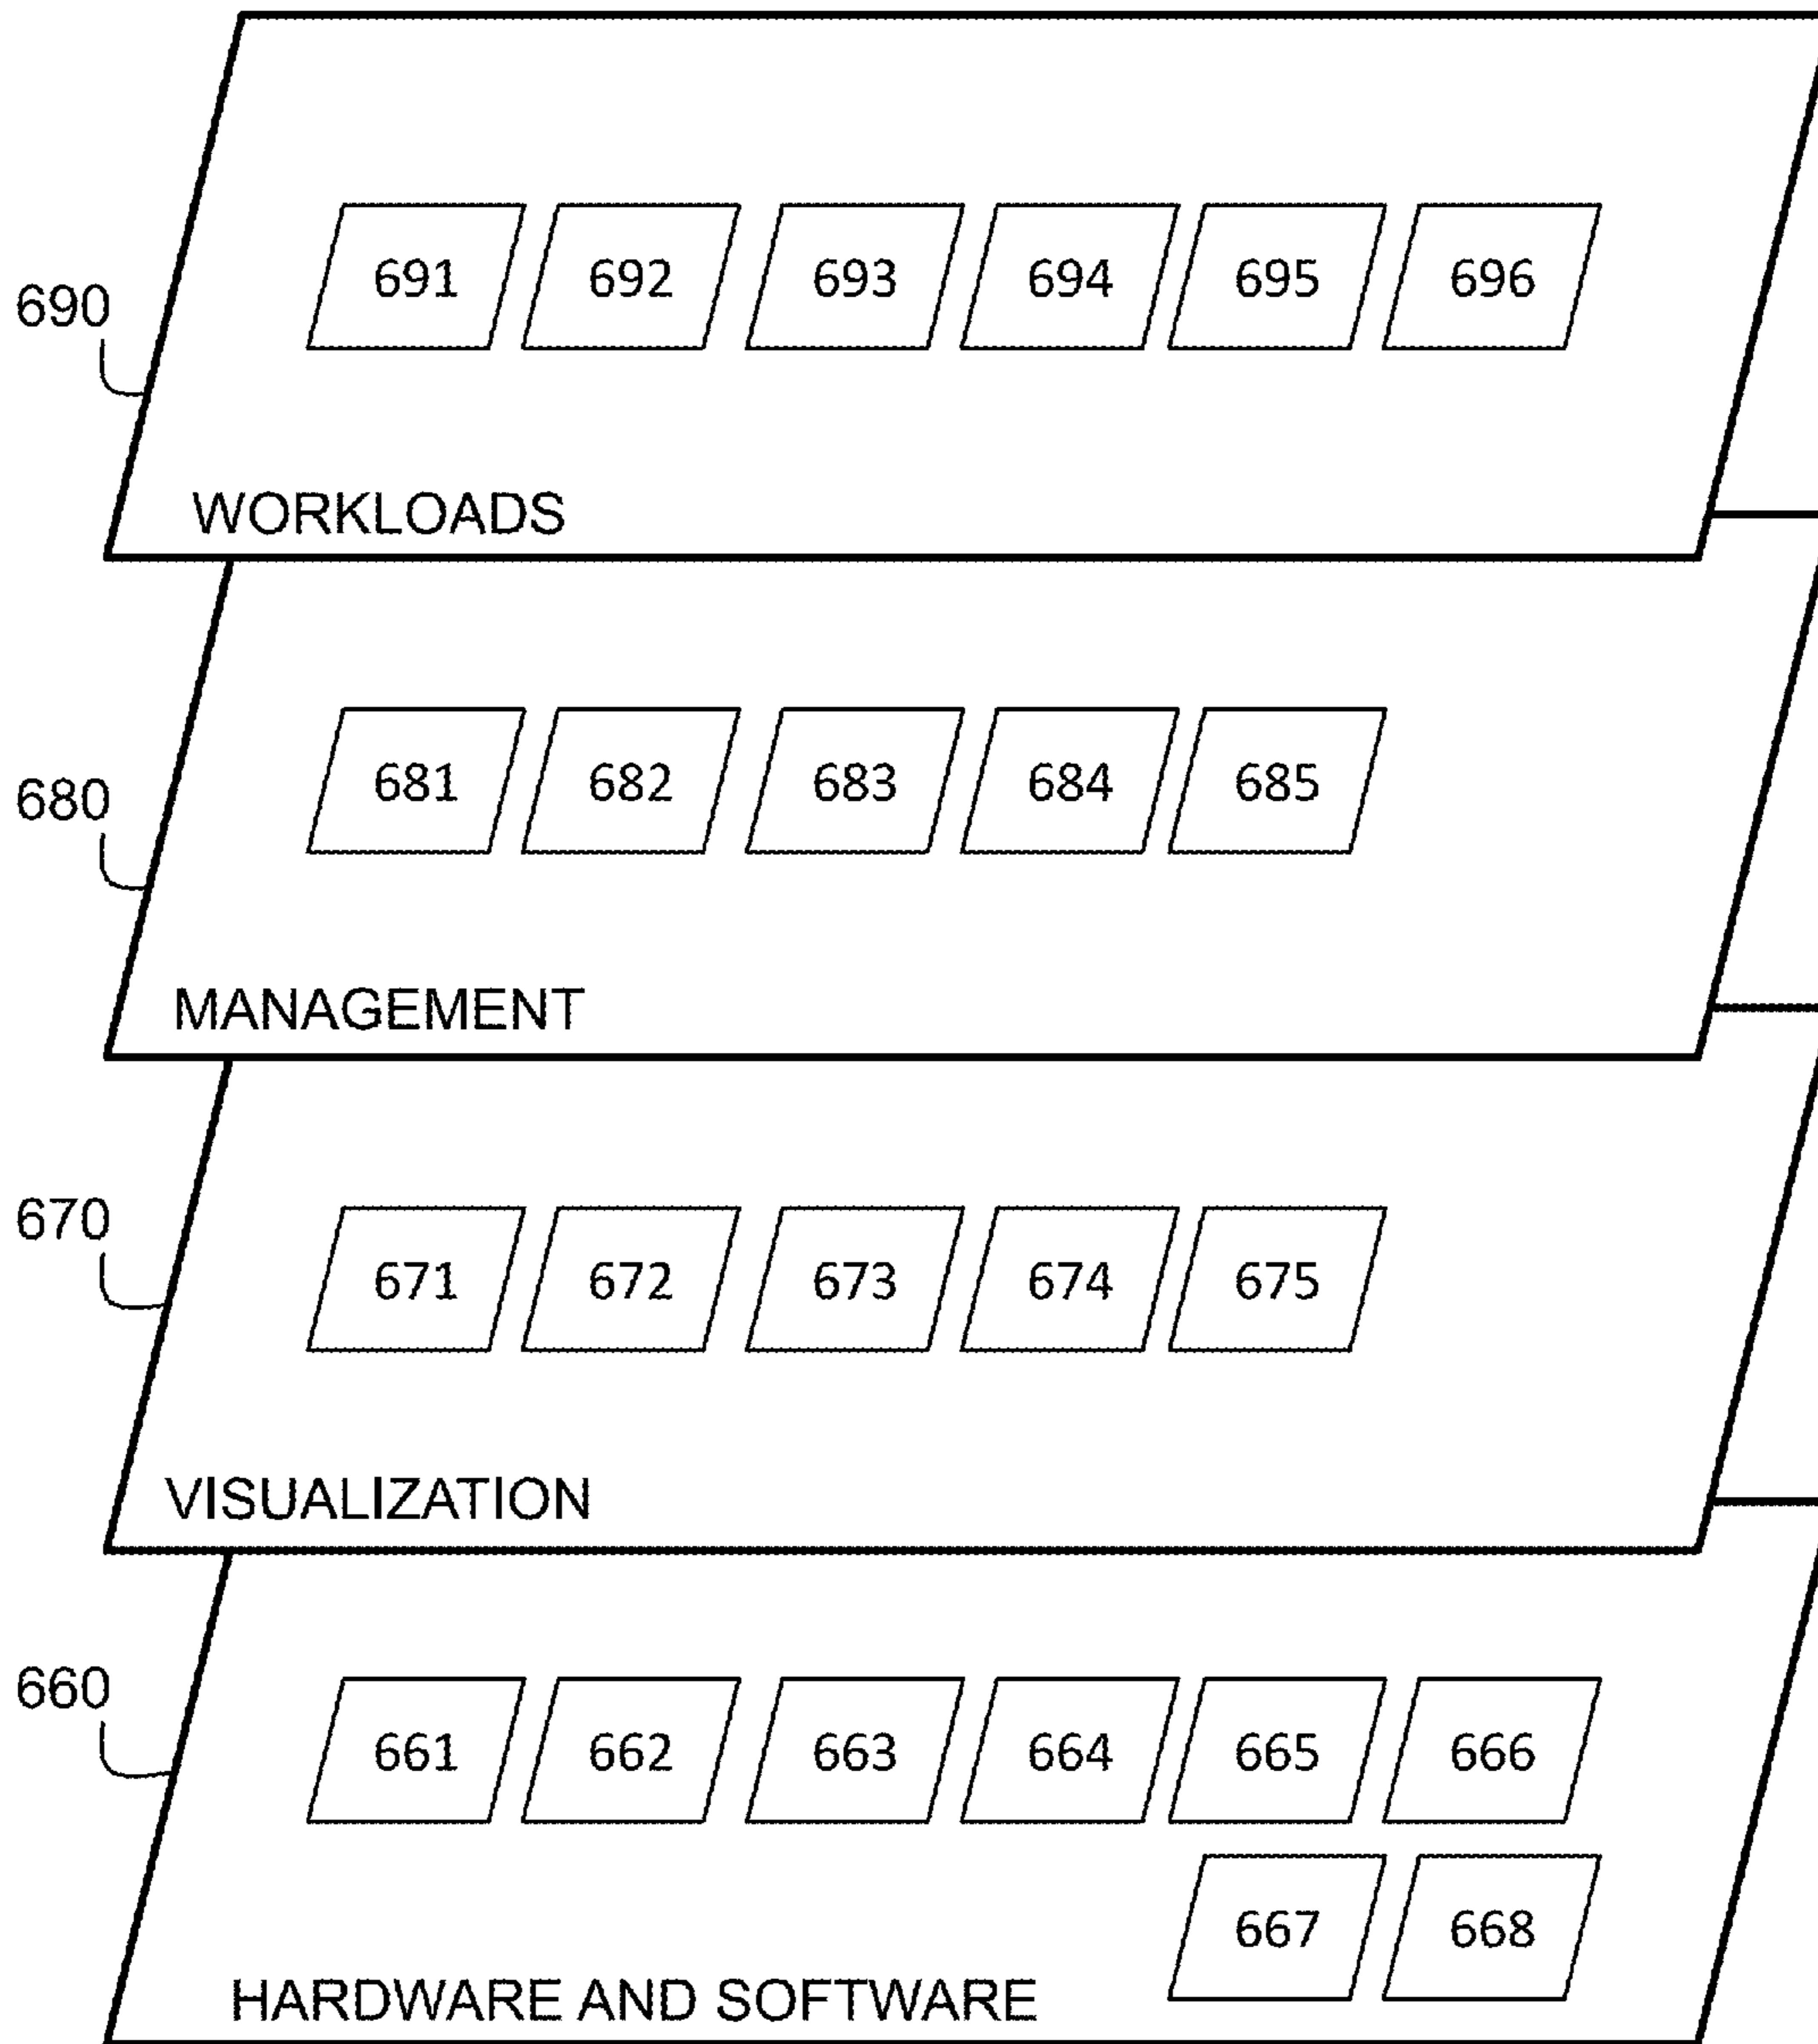 691 692 693 694 695 696
690
WORKLOADS
681 682 683 684 685
680
MANAGEMENT
671 672 673 674 675
670
VISUALIZATION
660
661 662 663 664 665 666
667 668
HARDWARE AND SOFTWARE